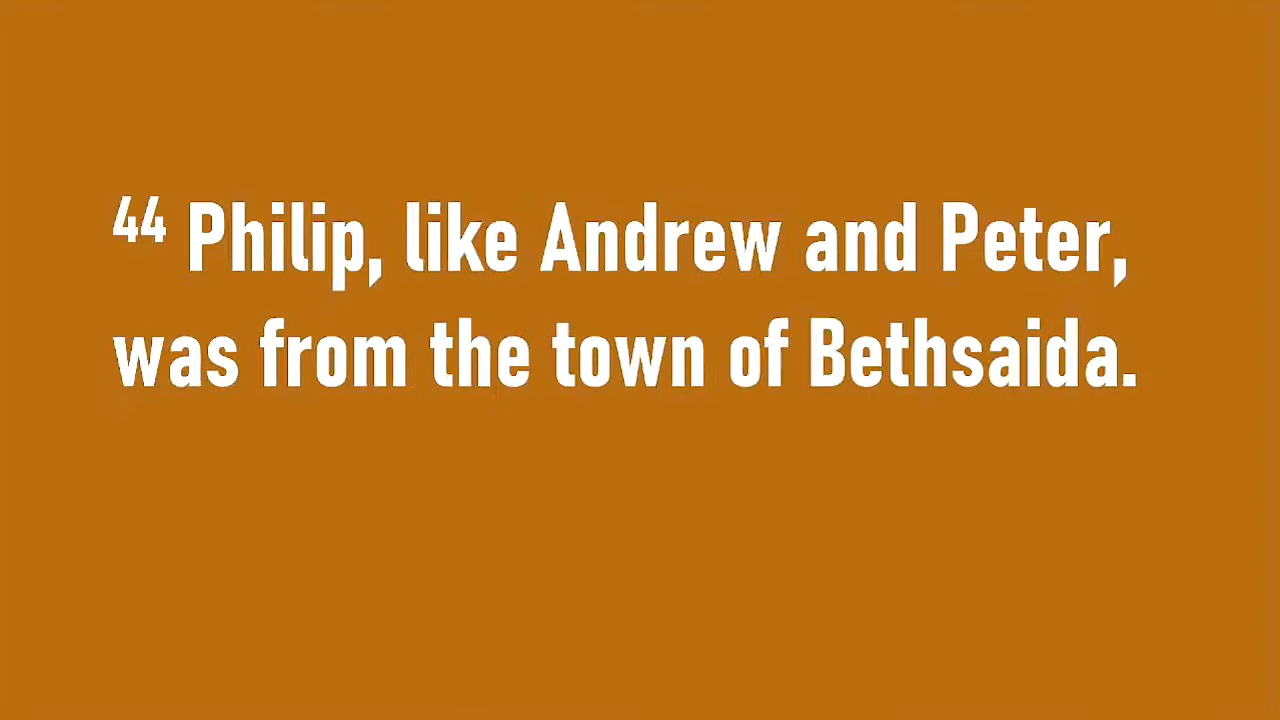 44 Philip, like Andrew and Peter,
was from the town of Bethsaida.